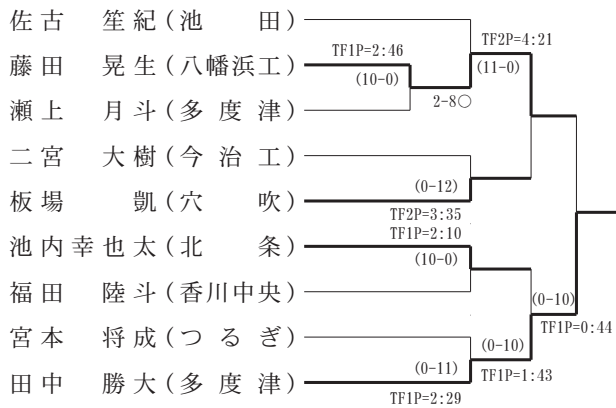 佐古　笙紀(池　田)
TF1P=2:46
TF2P=4:21
藤田　晃生(八幡浜工)
(10-0)
(11-0)
2-8○
瀬上　月斗(多度津)
二宮　大樹(今治工)
(0-12)
板場　凱(穴　吹)
TF2P=3:35
TF1P=2:10
池内幸也太(北　条)
(10-0)
福田　陸斗(香川中央)
(0-10)
TF1P=0:44
宮本　将成(つるぎ)
(0-10)
(0-11)
TF1P=1:43
田中　勝大(多度津)
TF1P=2:29